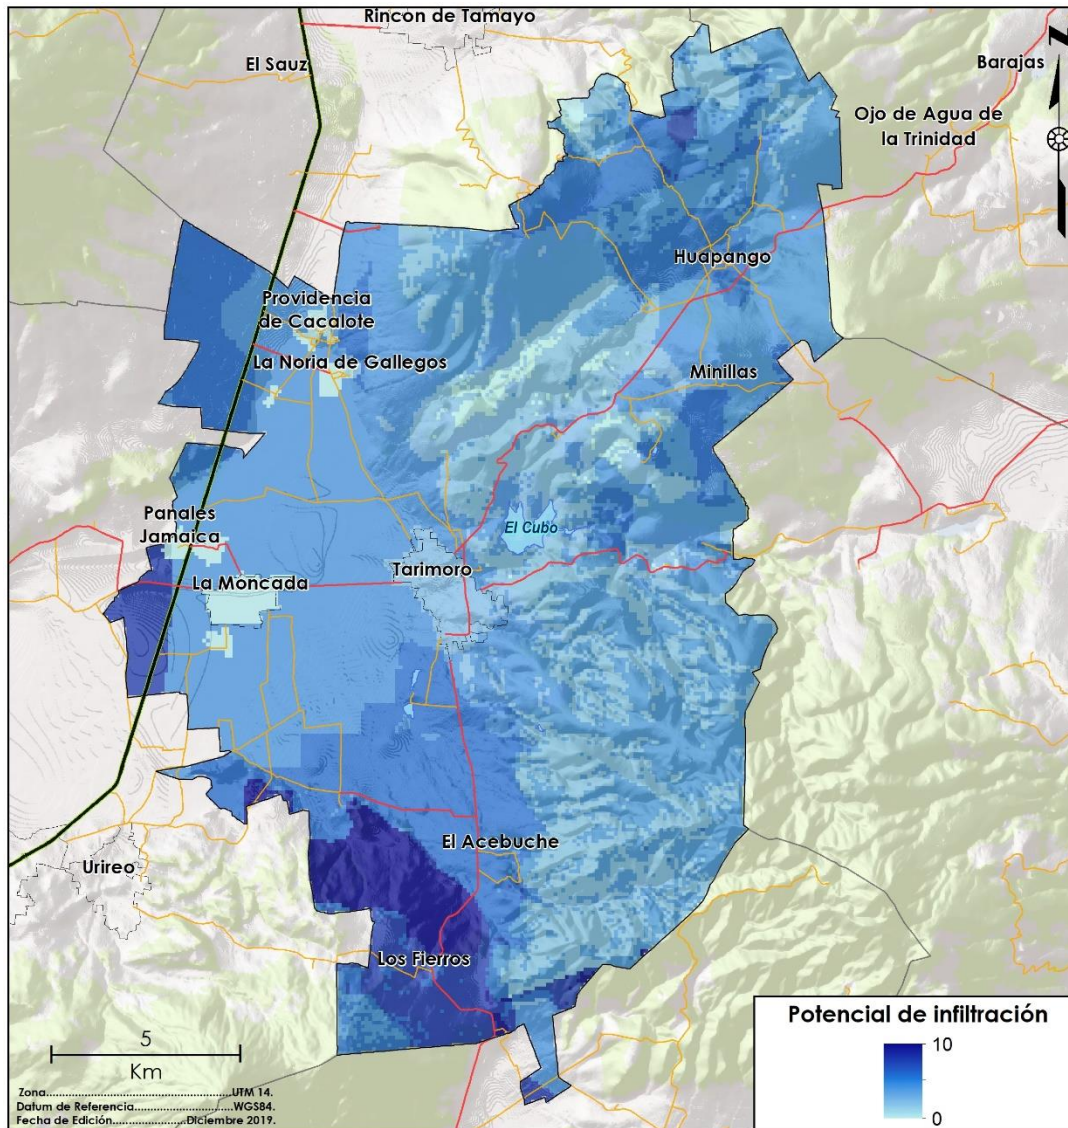 Rincon de Tamayo
El Sauz
Barajas
Ojo de Agua de
la Trinidad
Z
Huapango
Providencia
de Cacalote
La Noria de Gallegos
Minillas
Panales
Jamaica
El Cubo
Tarimoro
La Moncada
El Acebuche
Urireo
Los Fierros
5
Km
Zona.....................................................UTM 14.
Datum de Referencia........................WGS84.
Fecha de Edición..................Diciembre 2019.
Potencial de infiltración
10
0